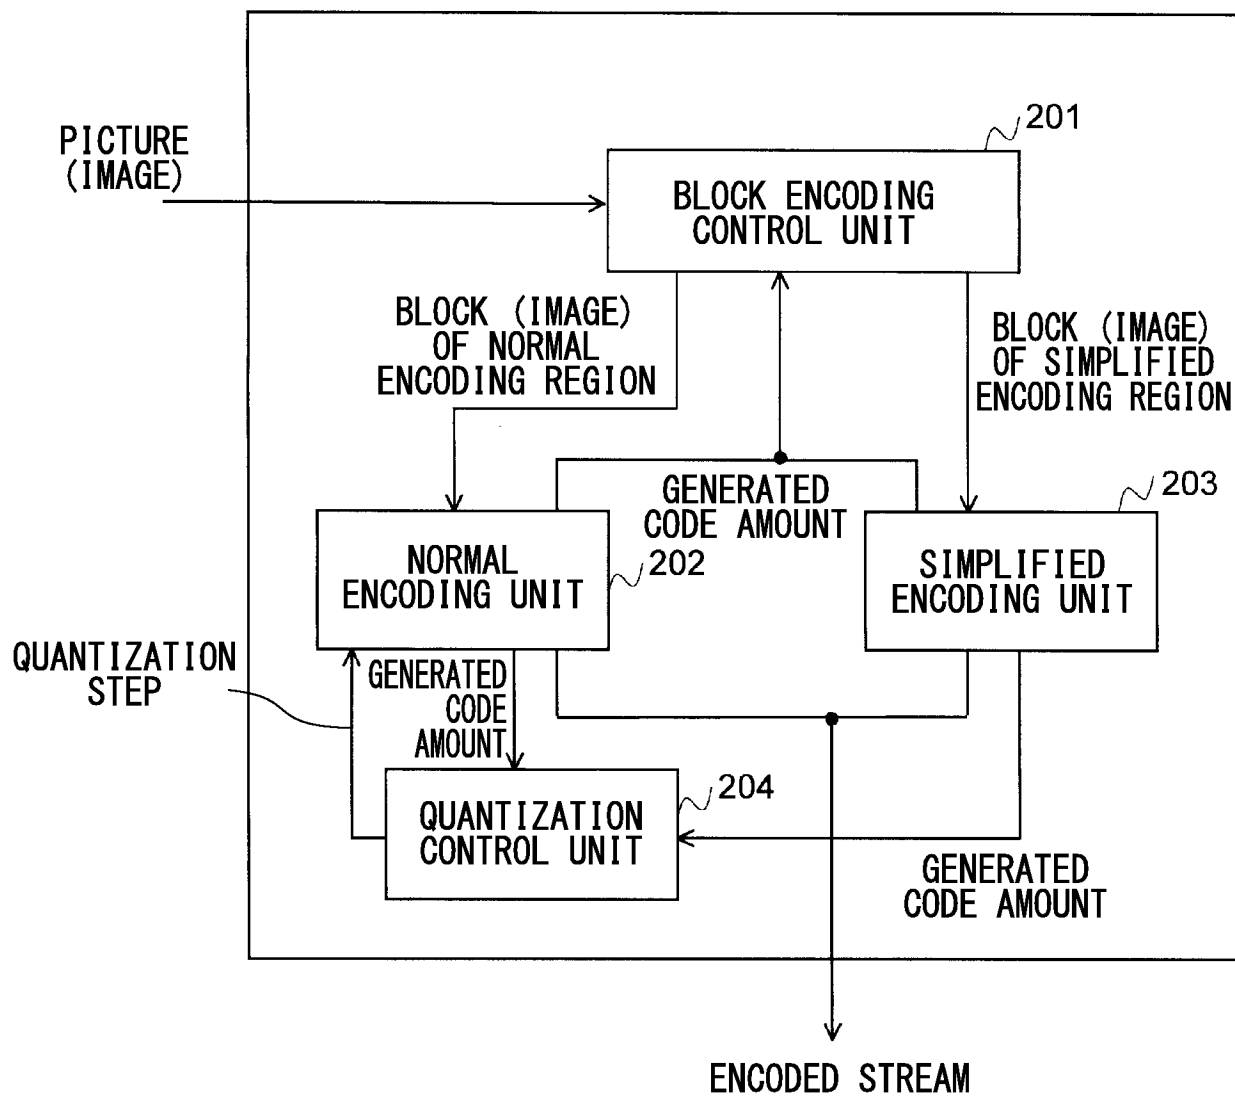 201
PICTURE
(IMAGE)
BLOCK ENCODING
CONTROL UNIT
BLOCK (IMAGE)
OF NORMAL
ENCODING REGION
BLOCK (IMAGE)
OF SIMPLIFIED
ENCODING REGION
GENERATED
CODE AMOUNT
203
NORMAL
ENCODING UNIT
202
SIMPLIFIED
ENCODING UNIT
QUANTIZATION
STEP
GENERATED
CODE
AMOUNT
204
QUANTIZATION
CONTROL UNIT
GENERATED
CODE AMOUNT
ENCODED STREAM